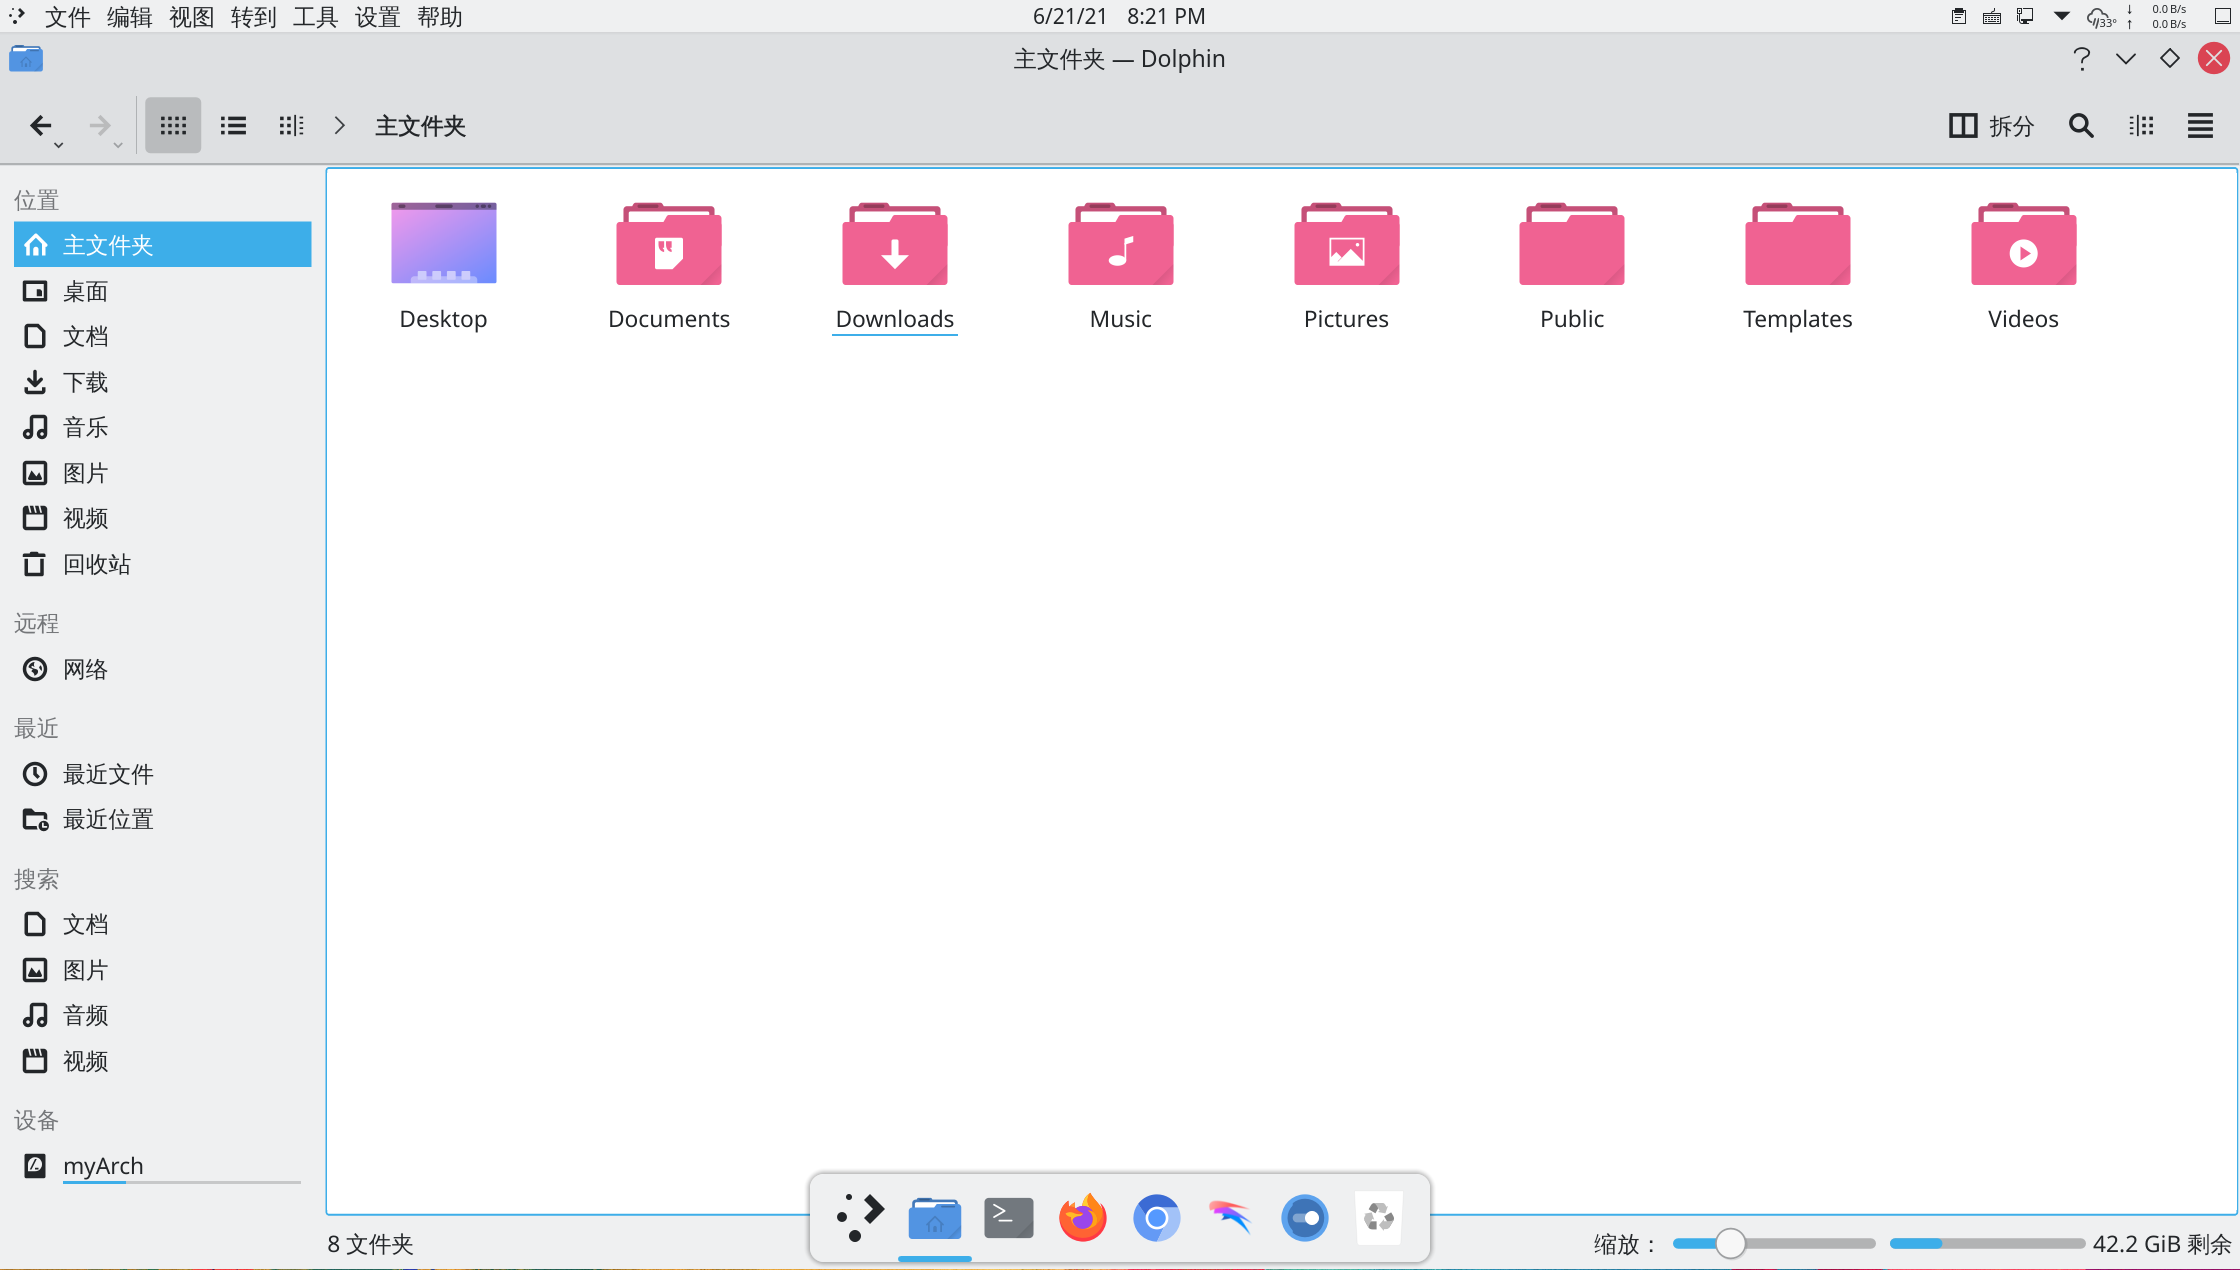 文件 编辑 视图 转到 工具 设置 帮助
6/21/21 8:21 PM
33°
0.0 B/s
0.0 B/s
主文件夹 — Dolphin
主文件夹
拆分
位置
主文件夹
桌面
文档
下载
音乐
图片
视频
回收站
远程
网络
最近
最近文件
最近位置
搜索
文档
图片
音频
视频
设备
myArch
Desktop
Documents
Downloads
Music
Pictures
Public
Templates
Videos
8 文件夹
缩放：
42.2 GiB 剩余